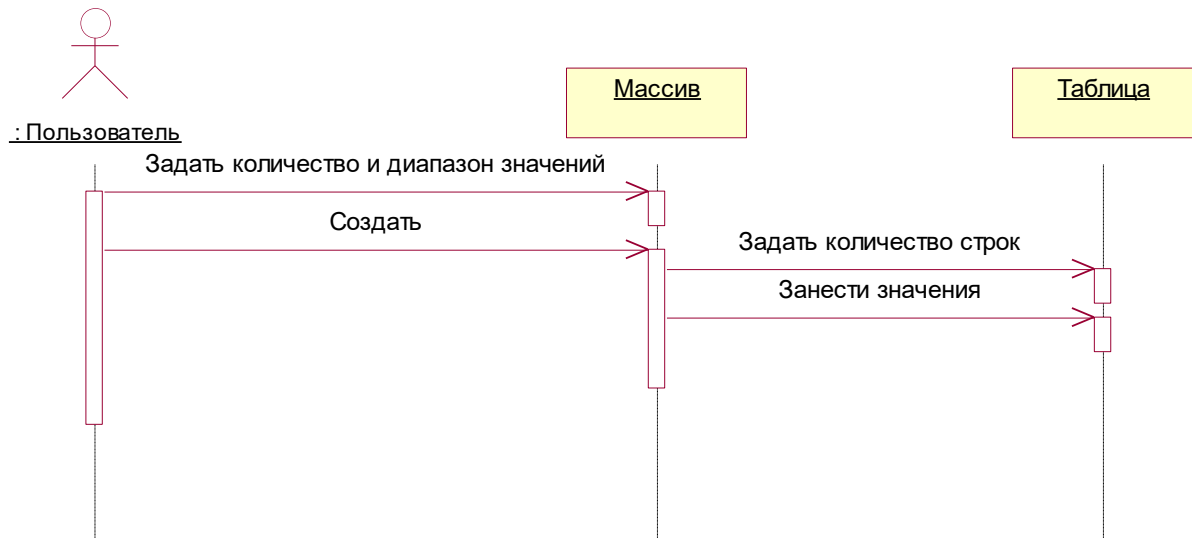 Массив
Таблица
: Пользователь
Задать количество и диапазон значений
Создать
Задать количество строк
Занести значения